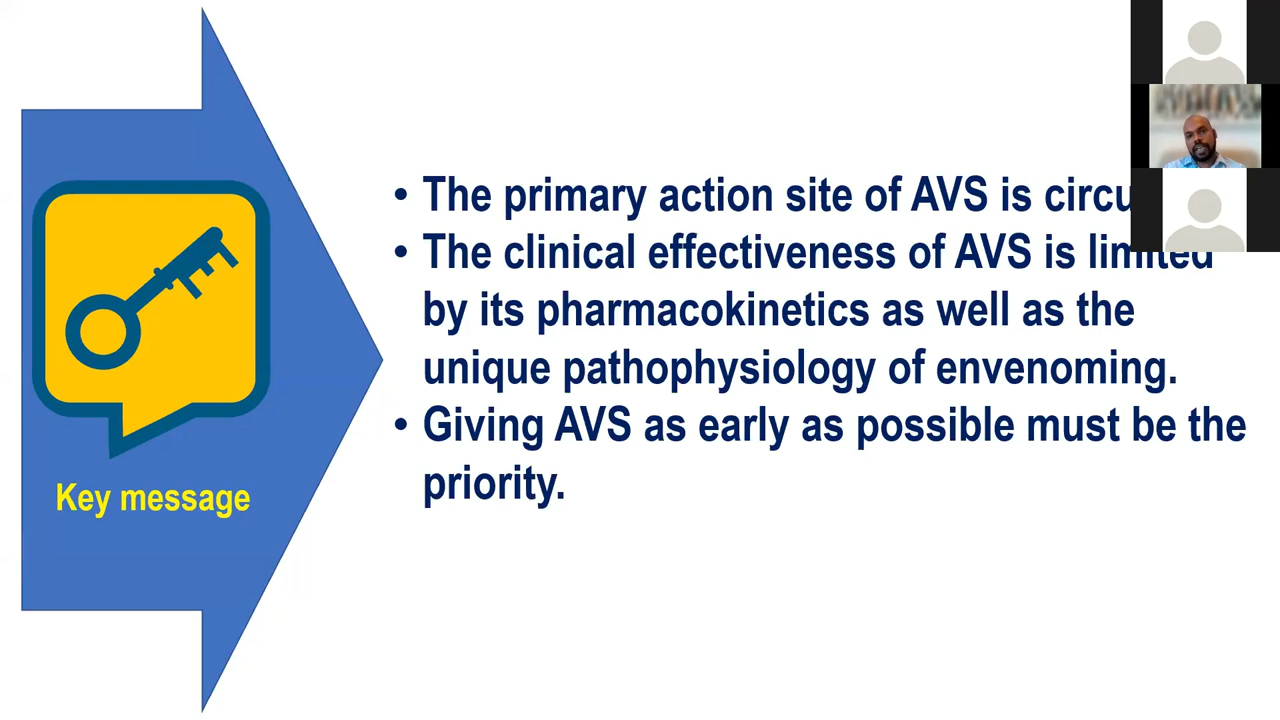 • The primary action site of AVS is
• The clinical effectiveness of AVS is limited
by its pharmacokinetics as well as the
unique pathophysiology of envenoming.
• Giving AVS as early as possible must be the
priority.
Key message